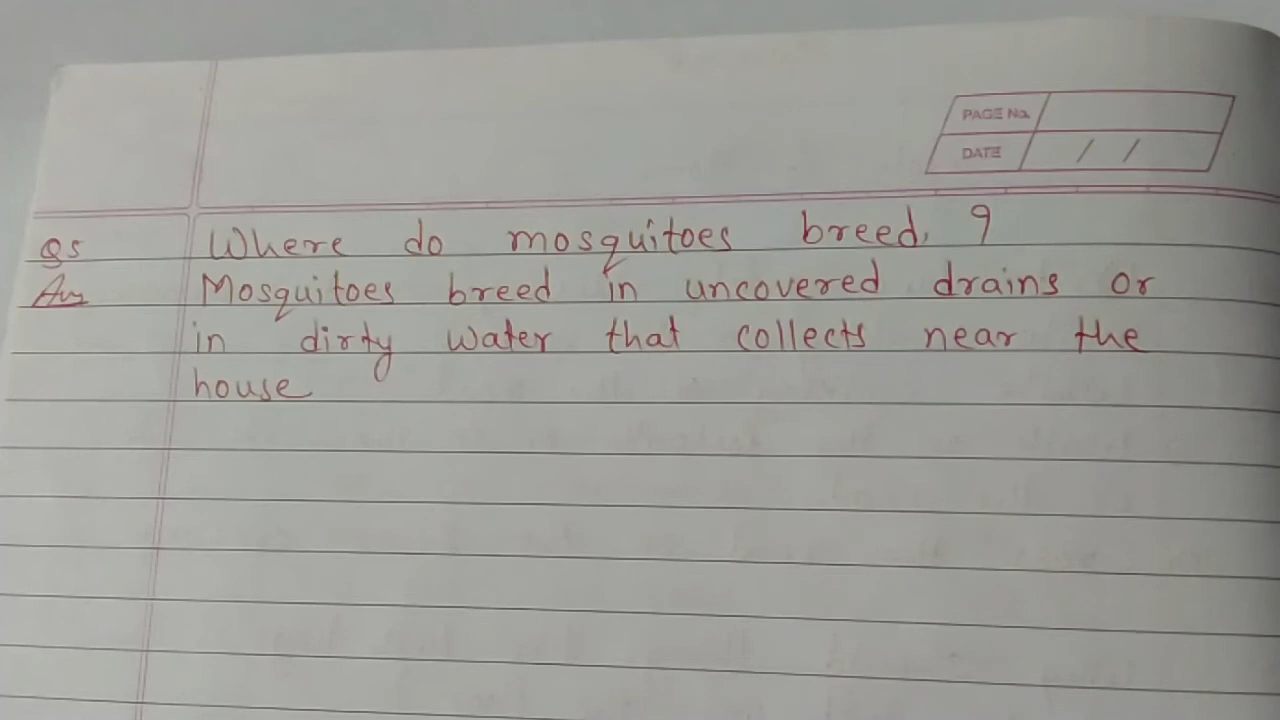 PAGE No.
DATE / /
Q5 Where do mosquitoes breed. ?
Ans Mosquitoes breed in uncovered drains or
in dirty water that collects near the
house